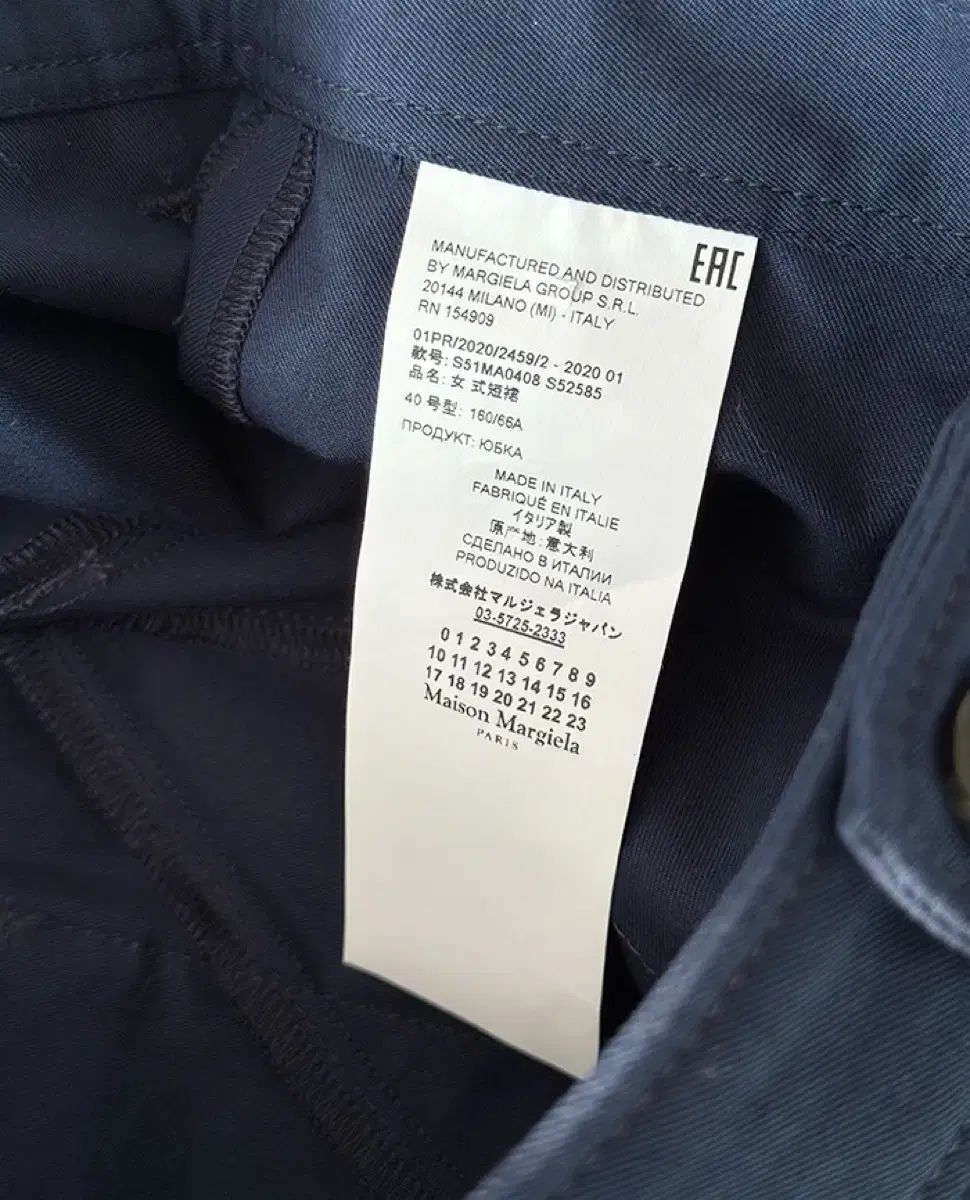 EAC
MANUFACTURED AND DISTRIBUTED
BY MARGIELA GROUP S.R.L.
20144 MILANO (MI) - ITALY
RN 154909
01PR/2020/2459/2 - 2020 01
款号: S51MA0408 S52585
品名: 女 式短裙
40 号型: 160/66A
ПРОДУКТ: ЮБКА
MADE IN ITALY
FABRIQUÉ EN ITALIE
イタリア製
原产地: 意大利
СДЕЛАНО В ИТАЛИИ
PRODUZIDO NA ITALIA
株式会社マルジェラジャパン
03-5725-2333
0 1 2 3 4 5 6 7 8 9
10 11 12 13 14 15 16
17 18 19 20 21 22 23
Maison Margiela
PARIS